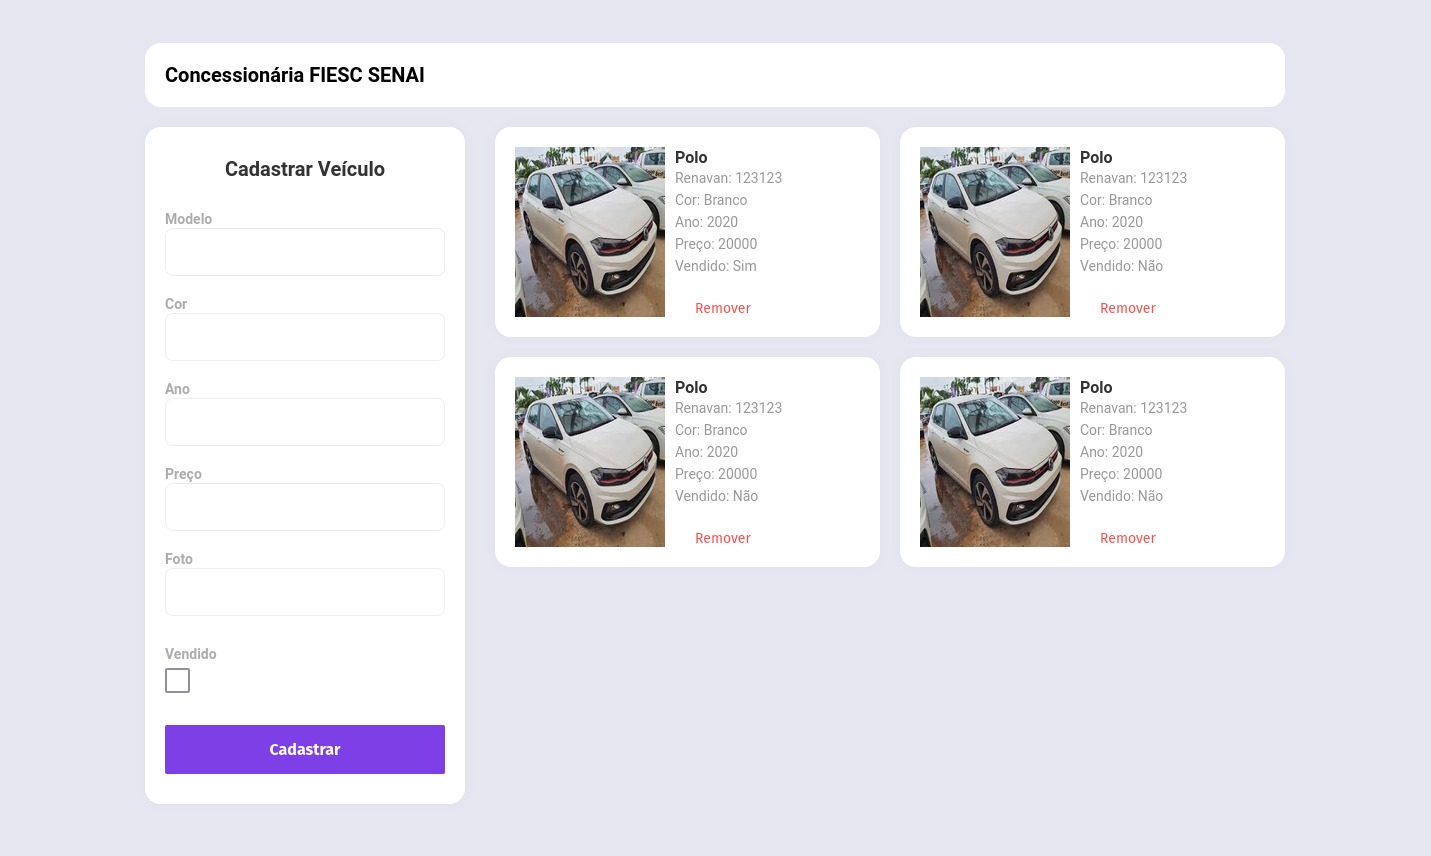 Concessionária FIESC SENAI
Cadastrar Veículo
Modelo
Cor
Ano
Preço
Foto
Vendido
Cadastrar
Polo
Renavan: 123123
Cor: Branco
Ano: 2020
Preço: 20000
Vendido: Sim
Remover
Polo
Renavan: 123123
Cor: Branco
Ano: 2020
Preço: 20000
Vendido: Não
Remover
Polo
Renavan: 123123
Cor: Branco
Ano: 2020
Preço: 20000
Vendido: Não
Remover
Polo
Renavan: 123123
Cor: Branco
Ano: 2020
Preço: 20000
Vendido: Não
Remover